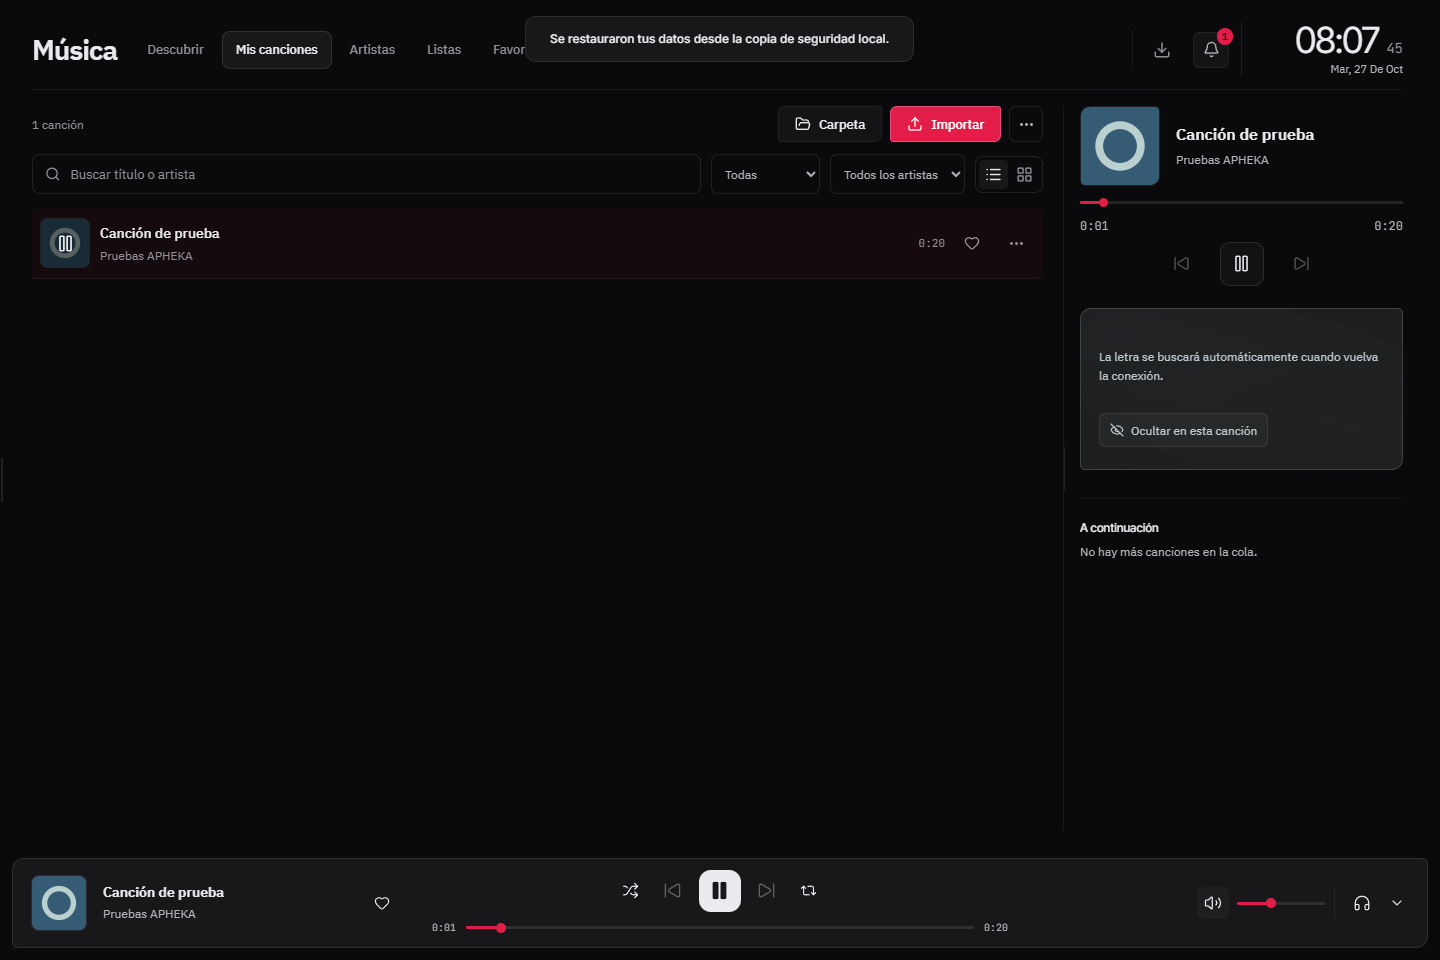 Música
Descubrir
Mis canciones
Artistas
Listas
Favor
Se restauraron tus datos desde la copia de seguridad local.
1
08:07 45
Mar, 27 De Oct
1 canción
Carpeta
Importar
Buscar título o artista
Todas
Todos los artistas
Canción de prueba
Pruebas APHEKA
0:20
Canción de prueba
Pruebas APHEKA
0:01
0:20
La letra se buscará automáticamente cuando vuelva
la conexión.
Ocultar en esta canción
A continuación
No hay más canciones en la cola.
Canción de prueba
Pruebas APHEKA
0:01
0:20